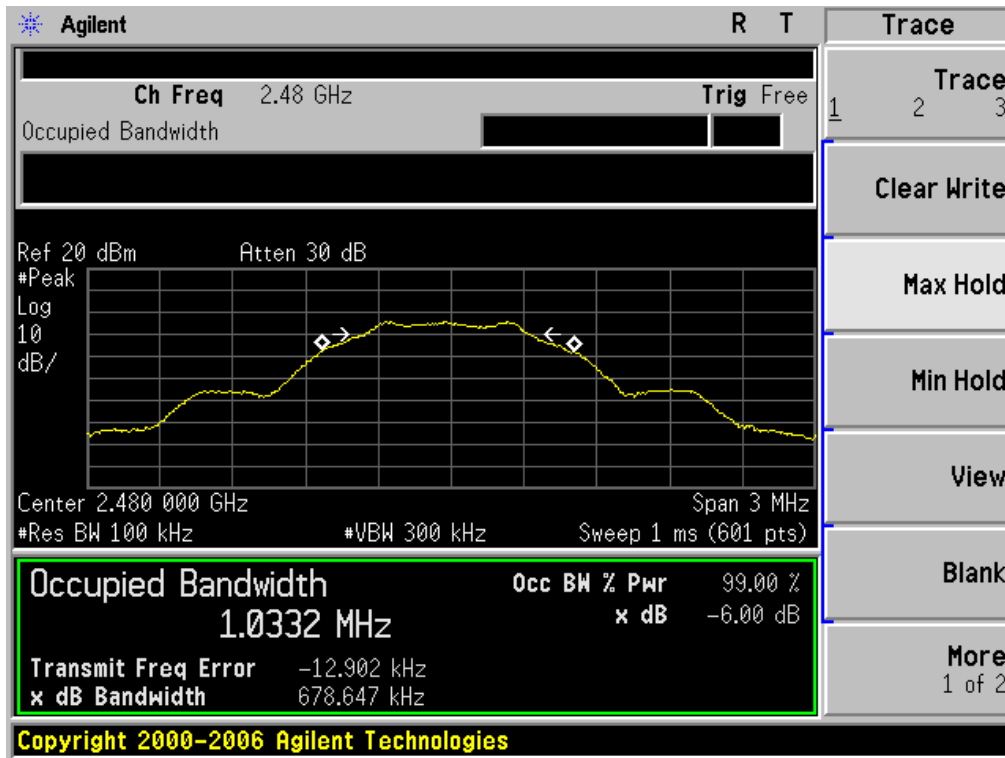 Agilent R T Trace
Ch Freq 2.48 GHz Trig Free
Occupied Bandwidth
Trace
1 2 3
Clear Write
Max Hold
Min Hold
View
Blank
More
1 of 2
Ref 20 dBm Atten 30 dB
#Peak
Log
10
dB/
Center 2.480 000 GHz Span 3 MHz
#Res BW 100 kHz #VBW 300 kHz Sweep 1 ms (601 pts)
Occupied Bandwidth Occ BW % Pwr 99.00 %
1.0332 MHz x dB -6.00 dB
Transmit Freq Error -12.902 kHz
x dB Bandwidth 678.647 kHz
Copyright 2000-2006 Agilent Technologies